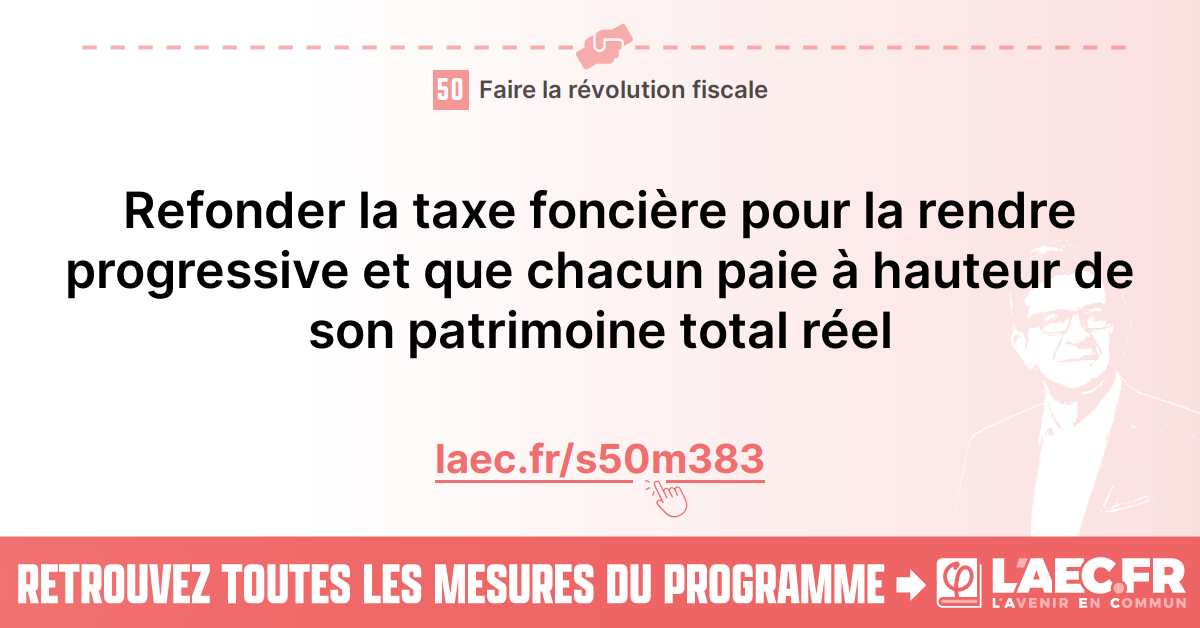 50 Faire la révolution fiscale
Refonder la taxe foncière pour la rendre
progressive et que chacun paie à hauteur de
son patrimoine total réel
laec.fr/s50m383
RETROUVEZ TOUTES LES MESURES DU PROGRAMME
φ L'AEC.FR
L'AVENIR EN COMMUN